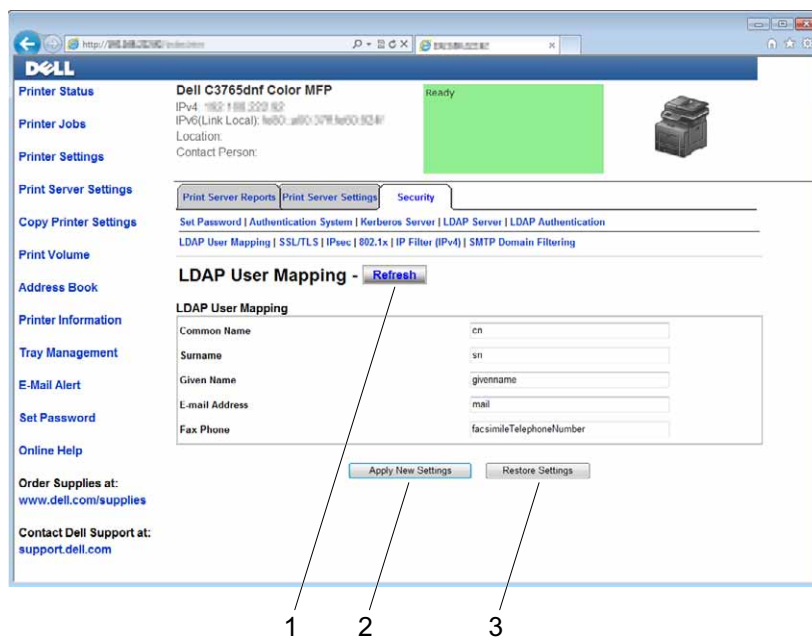 http://
DELL
Printer Status
Printer Jobs
Printer Settings
Print Server Settings
Copy Printer Settings
Print Volume
Address Book
Printer Information
Tray Management
E-Mail Alert
Set Password
Online Help
Order Supplies at:
www.dell.com/supplies
Contact Dell Support at:
support.dell.com
Dell C3765dnf Color MFP
IPv4:
IPv6(Link Local):
Location:
Contact Person:
Ready
Print Server Reports Print Server Settings Security
Set Password | Authentication System | Kerberos Server | LDAP Server | LDAP Authentication
LDAP User Mapping | SSL/TLS | IPsec | 802.1x | IP Filter (IPv4) | SMTP Domain Filtering
LDAP User Mapping - Refresh
LDAP User Mapping
Common Name cn
Surname sn
Given Name givenname
E-mail Address mail
Fax Phone facsimileTelephoneNumber
Apply New Settings Restore Settings
1 2 3